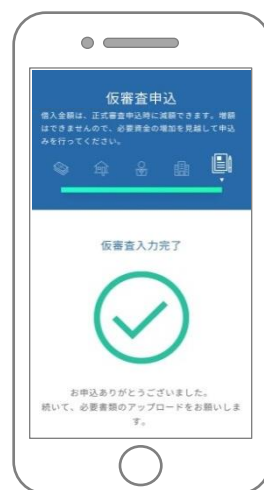 仮審査申込
借入金額は、正式審査申込時に減額できます。増額
はできませんので、必要資金の増加を見越して申込
みを行ってください。
仮審査入力完了
お申込ありがとうございました。
続いて、必要書類のアップロードをお願いしま
す。